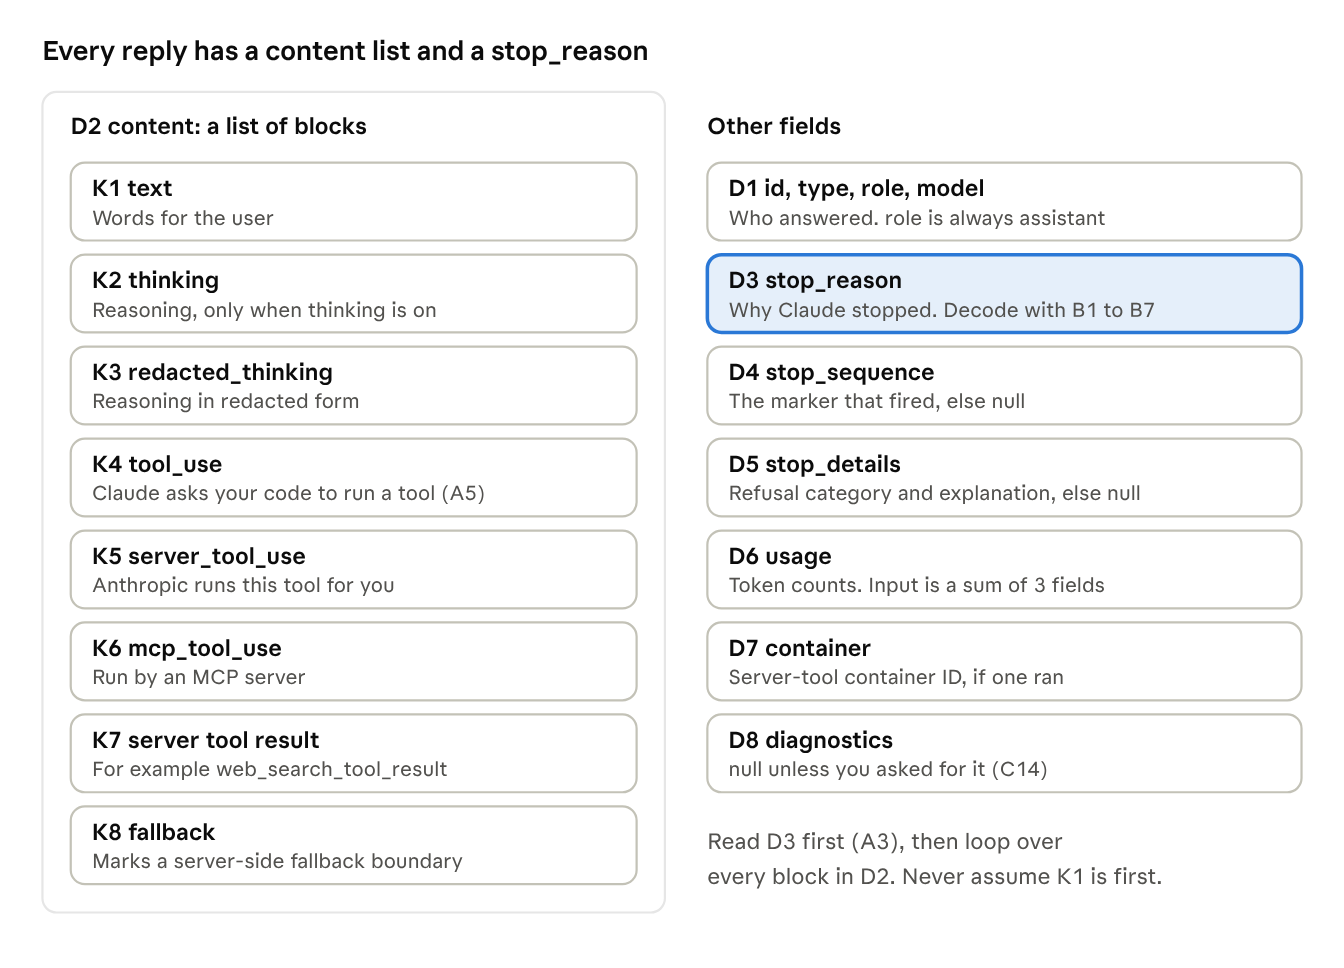 Every reply has a content list and a stop_reason
D2 content: a list of blocks
K1 text
Words for the user
K2 thinking
Reasoning, only when thinking is on
K3 redacted_thinking
Reasoning in redacted form
K4 tool_use
Claude asks your code to run a tool (A5)
K5 server_tool_use
Anthropic runs this tool for you
K6 mcp_tool_use
Run by an MCP server
K7 server tool result
For example web_search_tool_result
K8 fallback
Marks a server-side fallback boundary
Other fields
D1 id, type, role, model
Who answered. role is always assistant
D3 stop_reason
Why Claude stopped. Decode with B1 to B7
D4 stop_sequence
The marker that fired, else null
D5 stop_details
Refusal category and explanation, else null
D6 usage
Token counts. Input is a sum of 3 fields
D7 container
Server-tool container ID, if one ran
D8 diagnostics
null unless you asked for it (C14)
Read D3 first (A3), then loop over
every block in D2. Never assume K1 is first.